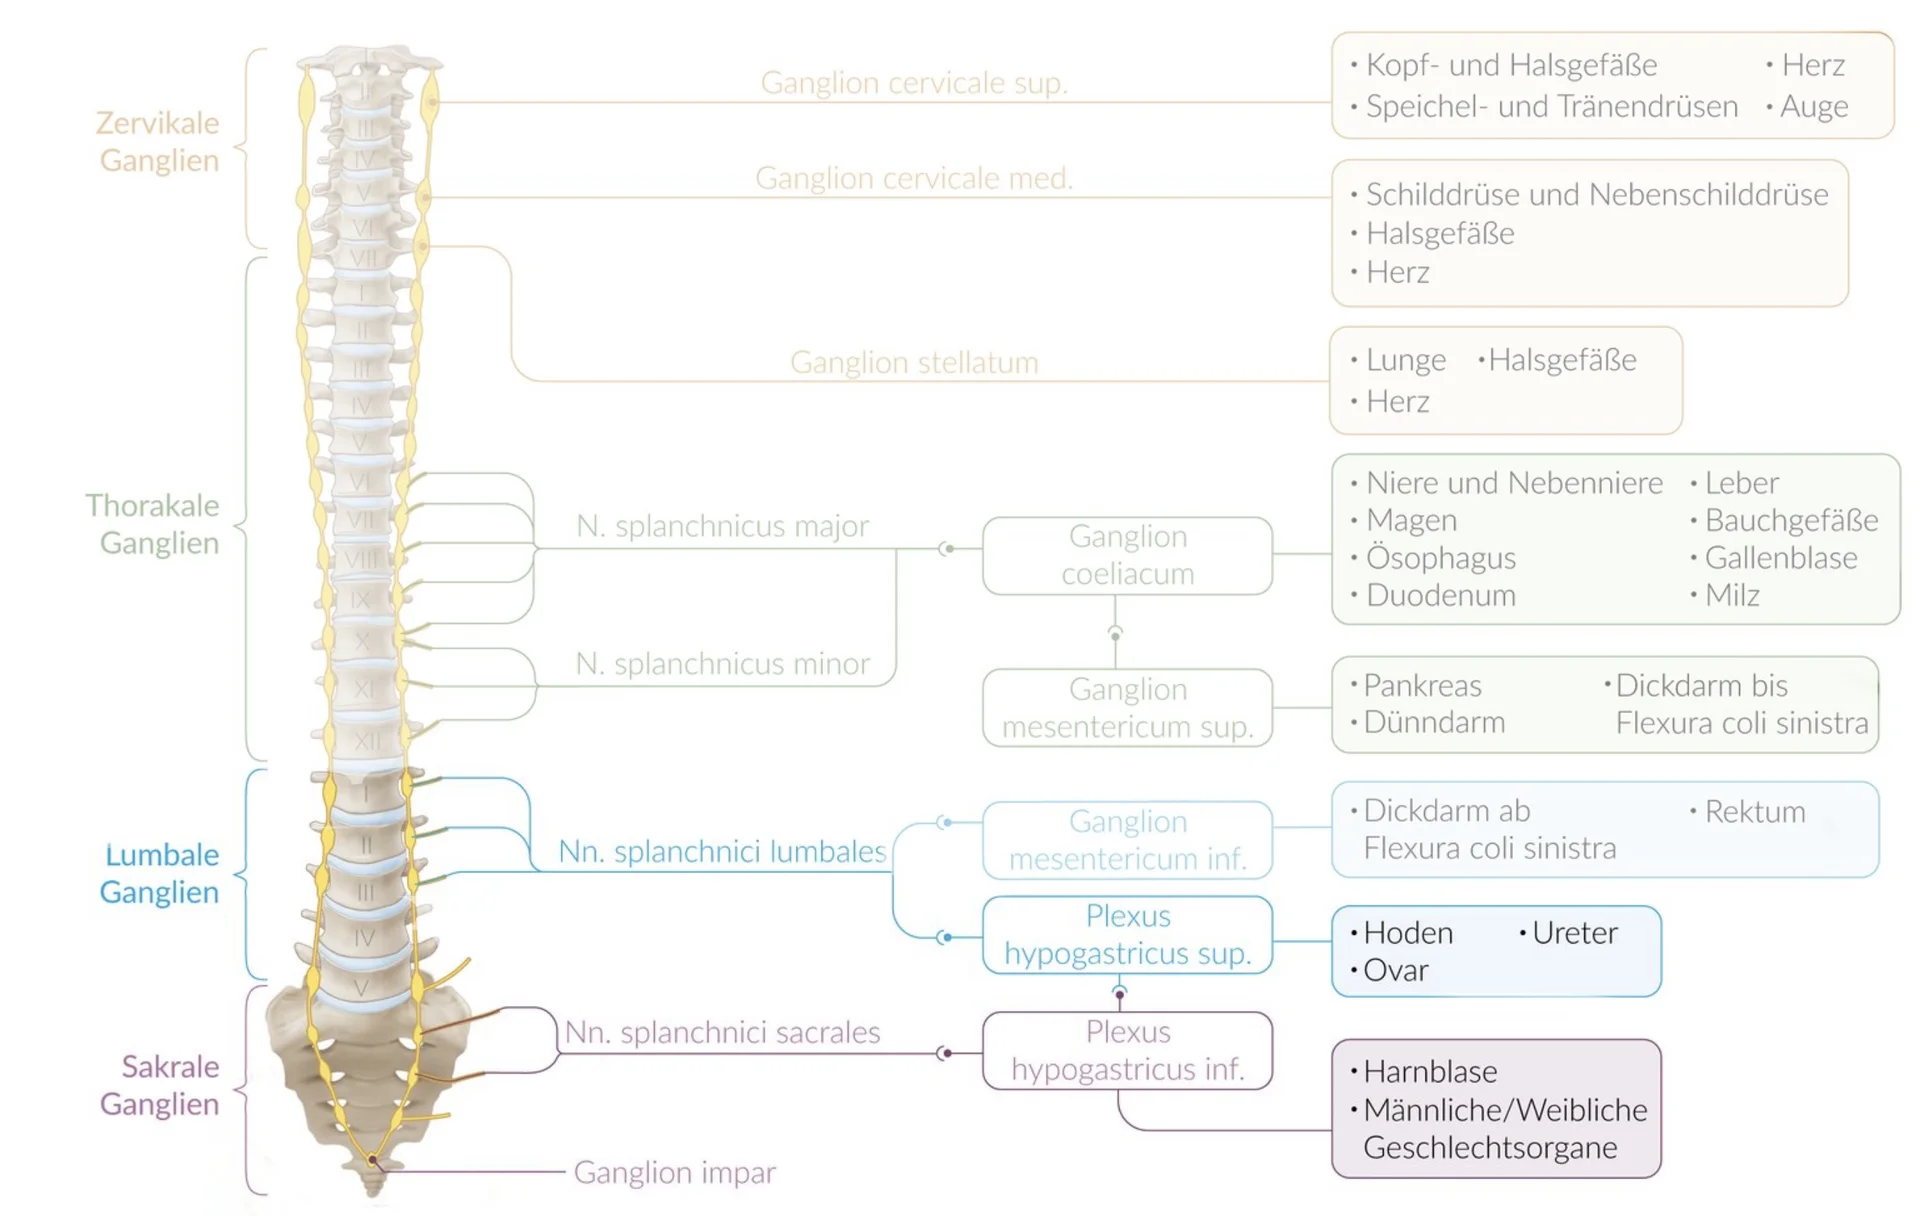 Zervikale
Ganglien
Ganglion cervicale sup.
• Kopf- und Halsgefäße • Herz
• Speichel- und Tränendrüsen • Auge
Ganglion cervicale med.
• Schilddrüse und Nebenschilddrüse
• Halsgefäße
• Herz
Ganglion stellatum
• Lunge • Halsgefäße
• Herz
II
III
IV
V
VI
VII
Thorakale
Ganglien
I
II
III
IV
V
VI
VII
VIII
IX
X
XI
XII
N. splanchnicus major
N. splanchnicus minor
Ganglion
coeliacum
• Niere und Nebenniere • Leber
• Magen • Bauchgefäße
• Ösophagus • Gallenblase
• Duodenum • Milz
Ganglion
mesentericum sup.
• Pankreas • Dickdarm bis
• Dünndarm Flexura coli sinistra
Lumbale
Ganglien
I
II
III
IV
V
Nn. splanchnici lumbales
Ganglion
mesentericum inf.
• Dickdarm ab • Rektum
Flexura coli sinistra
Plexus
hypogastricus sup.
• Hoden • Ureter
• Ovar
Sakrale
Ganglien
Nn. splanchnici sacrales
Plexus
hypogastricus inf.
• Harnblase
• Männliche/Weibliche
Geschlechtsorgane
Ganglion impar